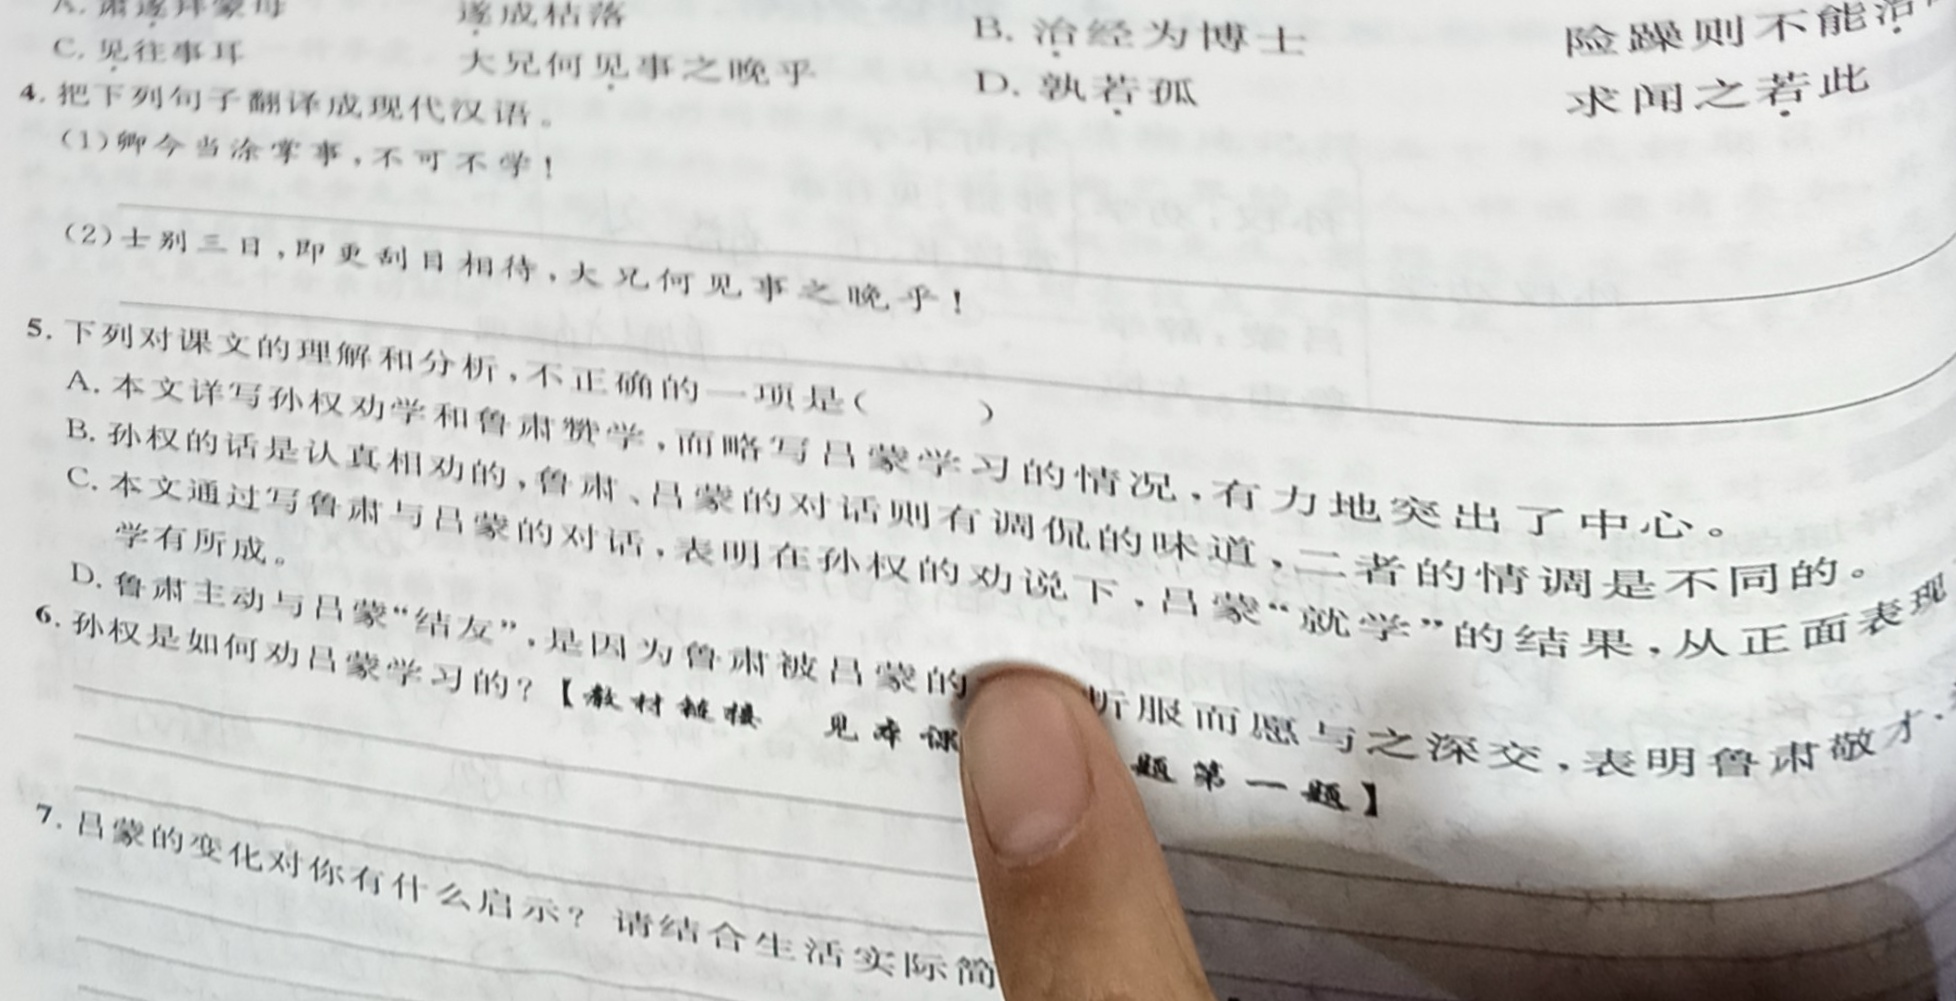 A. 肃遂拜蒙母 遂成枯落
B. 治经为博士 险躁则不能治
C. 见往事耳 大兄何见事之晚乎
D. 孰若孤 求闻之若此
4. 把下列句子翻译成现代汉语。
(1)卿今当涂掌事,不可不学!
(2)士别三日,即更刮目相待,大兄何见事之晚乎!
5. 下列对课文的理解和分析,不正确的一项是( )
A. 本文详写孙权劝学和鲁肃赞学,而略写吕蒙学习的情况,有力地突出了中心。
B. 孙权的话是认真相劝的,鲁肃、吕蒙的对话则有调侃的味道,二者的情调是不同的。
C. 本文通过写鲁肃与吕蒙的对话,表明在孙权的劝说下,吕蒙“就学”的结果,从正面表现
学有所成。
D. 鲁肃主动与吕蒙“结友”,是因为鲁肃被吕蒙的 折服而愿与之深交,表明鲁肃敬才
6. 孙权是如何劝吕蒙学习的?【教材链接 见本课 题第一题】
7. 吕蒙的变化对你有什么启示? 请结合生活实际简